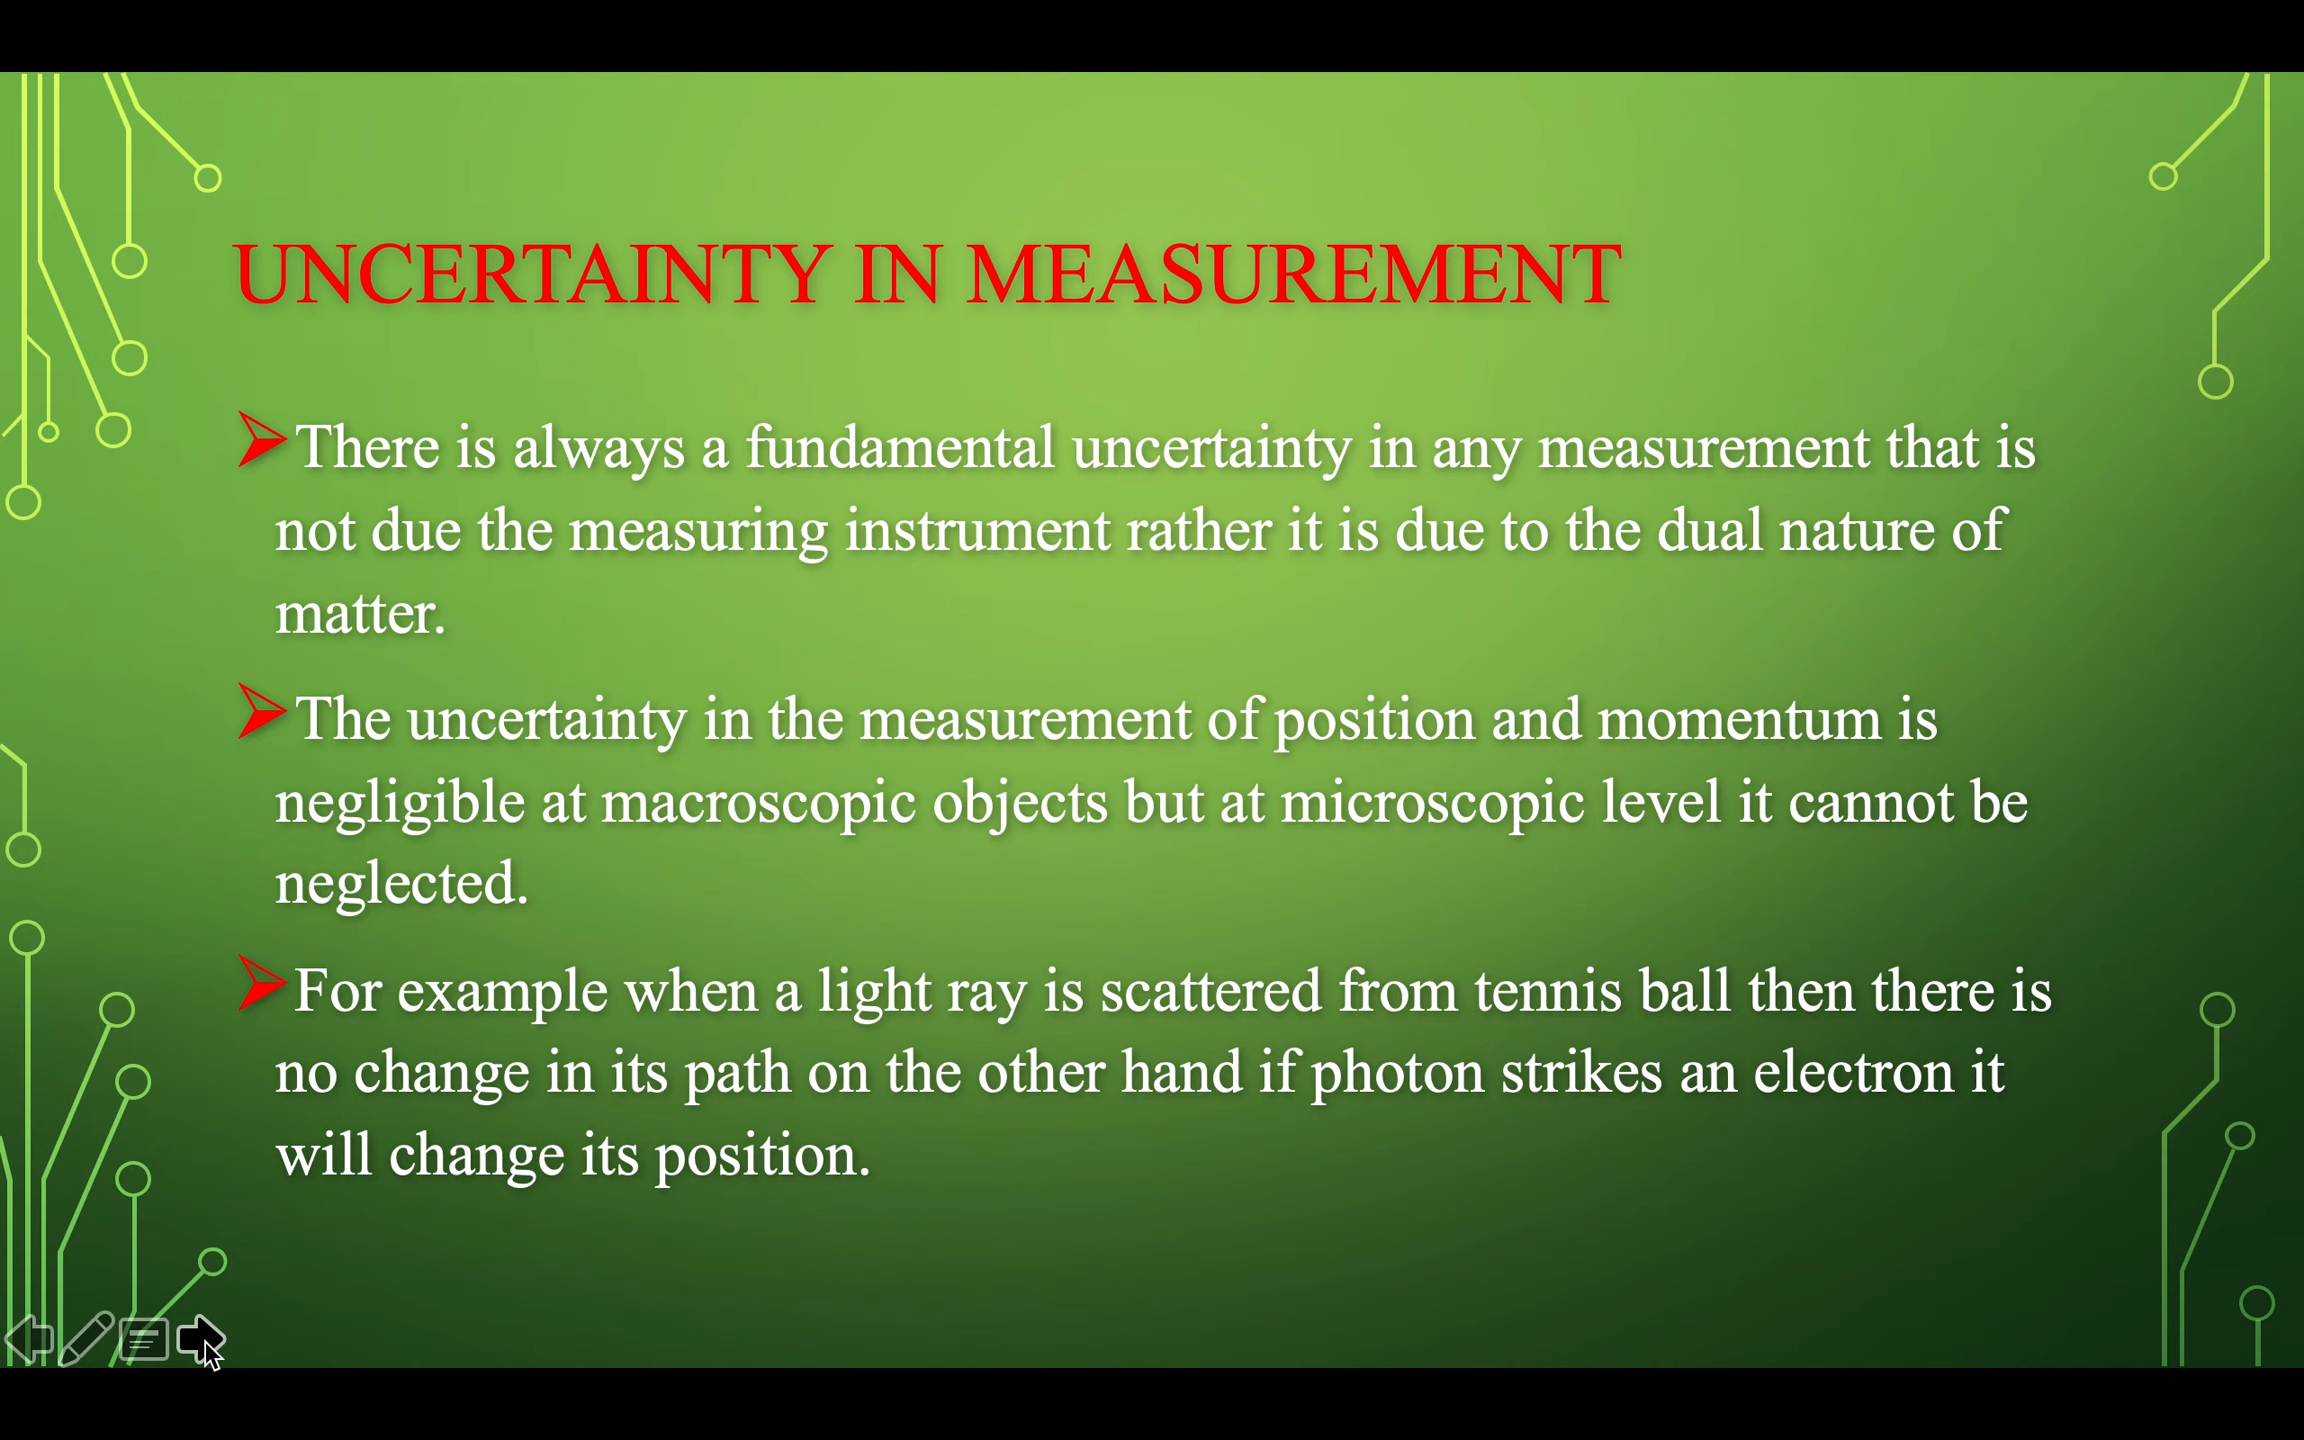 UNCERTAINTY IN MEASUREMENT
There is always a fundamental uncertainty in any measurement that is
not due the measuring instrument rather it is due to the dual nature of
matter.
The uncertainty in the measurement of position and momentum is
negligible at macroscopic objects but at microscopic level it cannot be
neglected.
For example when a light ray is scattered from tennis ball then there is
no change in its path on the other hand if photon strikes an electron it
will change its position.